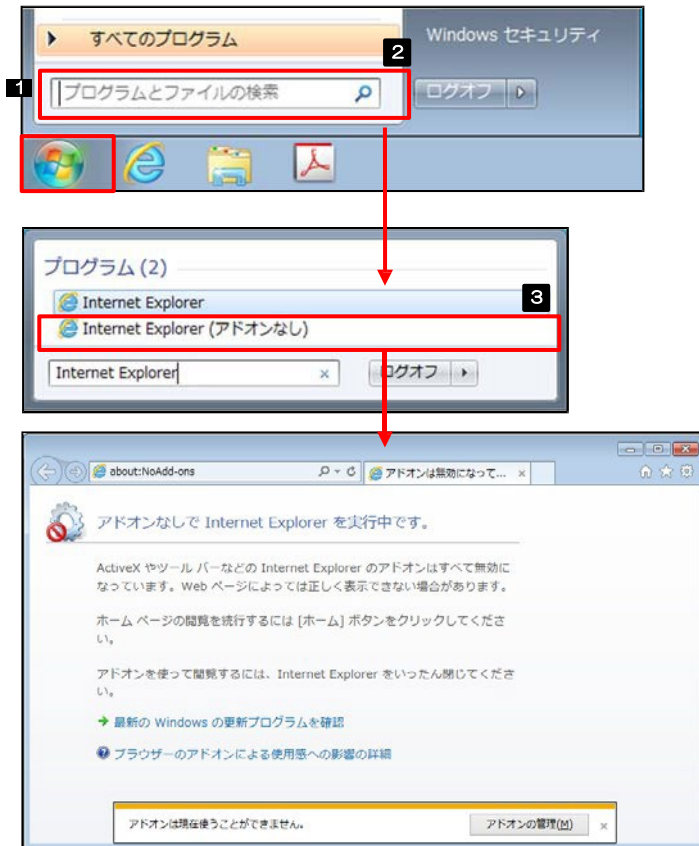 すべてのプログラム
Windows セキュリティ
2
1
プログラムとファイルの検索
ログオフ
プログラム (2)
Internet Explorer
3
Internet Explorer (アドオンなし)
Internet Explorer
ログオフ
about:NoAdd-ons
アドオンは無効になって...
アドオンなしで Internet Explorer を実行中です。
ActiveX やツール バーなどの Internet Explorer のアドオンはすべて無効に
なっています。Web ページによっては正しく表示できない場合があります。
ホーム ページの閲覧を続行するには [ホーム] ボタンをクリックしてくださ
い。
アドオンを使って閲覧するには、Internet Explorer をいったん閉じてくださ
い。
最新の Windows の更新プログラムを確認
ブラウザーのアドオンによる使用感への影響の詳細
アドオンは現在使うことができません。
アドオンの管理(M)